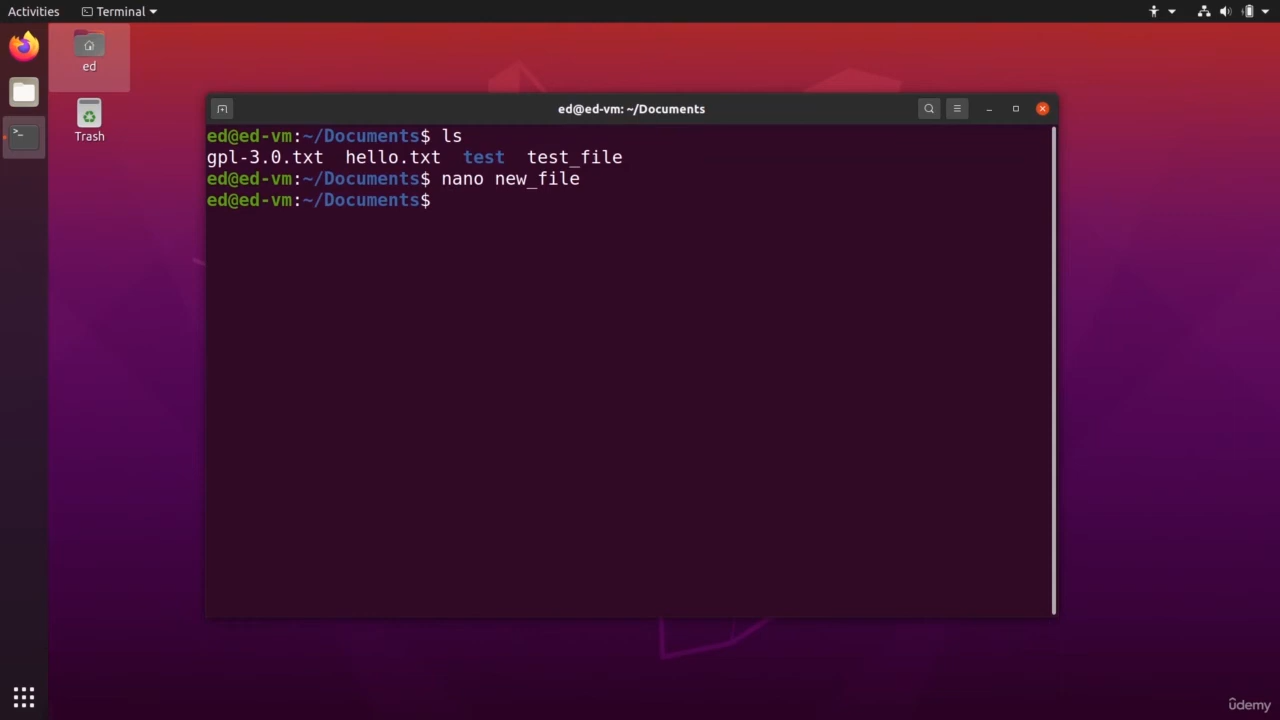 Activities Terminal
ed
Trash
ed@ed-vm: ~/Documents
ed@ed-vm:~/Documents$ ls
gpl-3.0.txt hello.txt test test_file
ed@ed-vm:~/Documents$ nano new_file
ed@ed-vm:~/Documents$
udemy